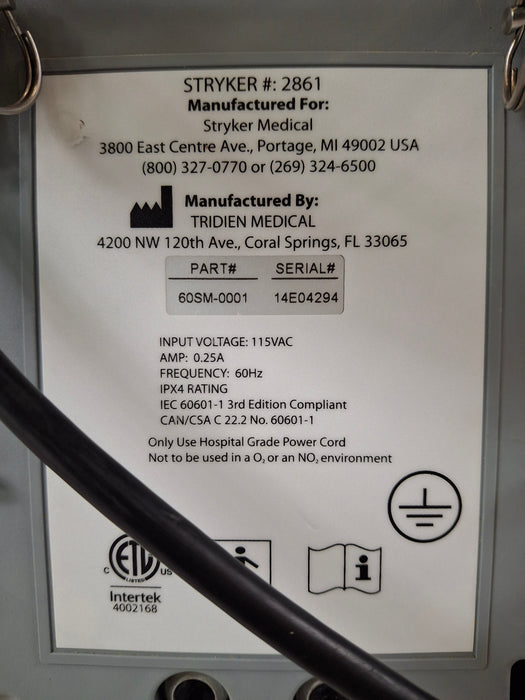 STRYKER #: 2861
Manufactured For:
Stryker Medical
3800 East Centre Ave., Portage, MI 49002 USA
(800) 327-0770 or (269) 324-6500
Manufactured By:
TRIDIEN MEDICAL
4200 NW 120th Ave., Coral Springs, FL 33065
PART# SERIAL#
60SM-0001 14E04294
INPUT VOLTAGE: 115VAC
AMP: 0.25A
FREQUENCY: 60Hz
IPX4 RATING
IEC 60601-1 3rd Edition Compliant
CAN/CSA C 22.2 No. 60601-1
Only Use Hospital Grade Power Cord
Not to be used in a O₂ or an NO₂ environment
C ETL US
LISTED
i
Intertek
4002168